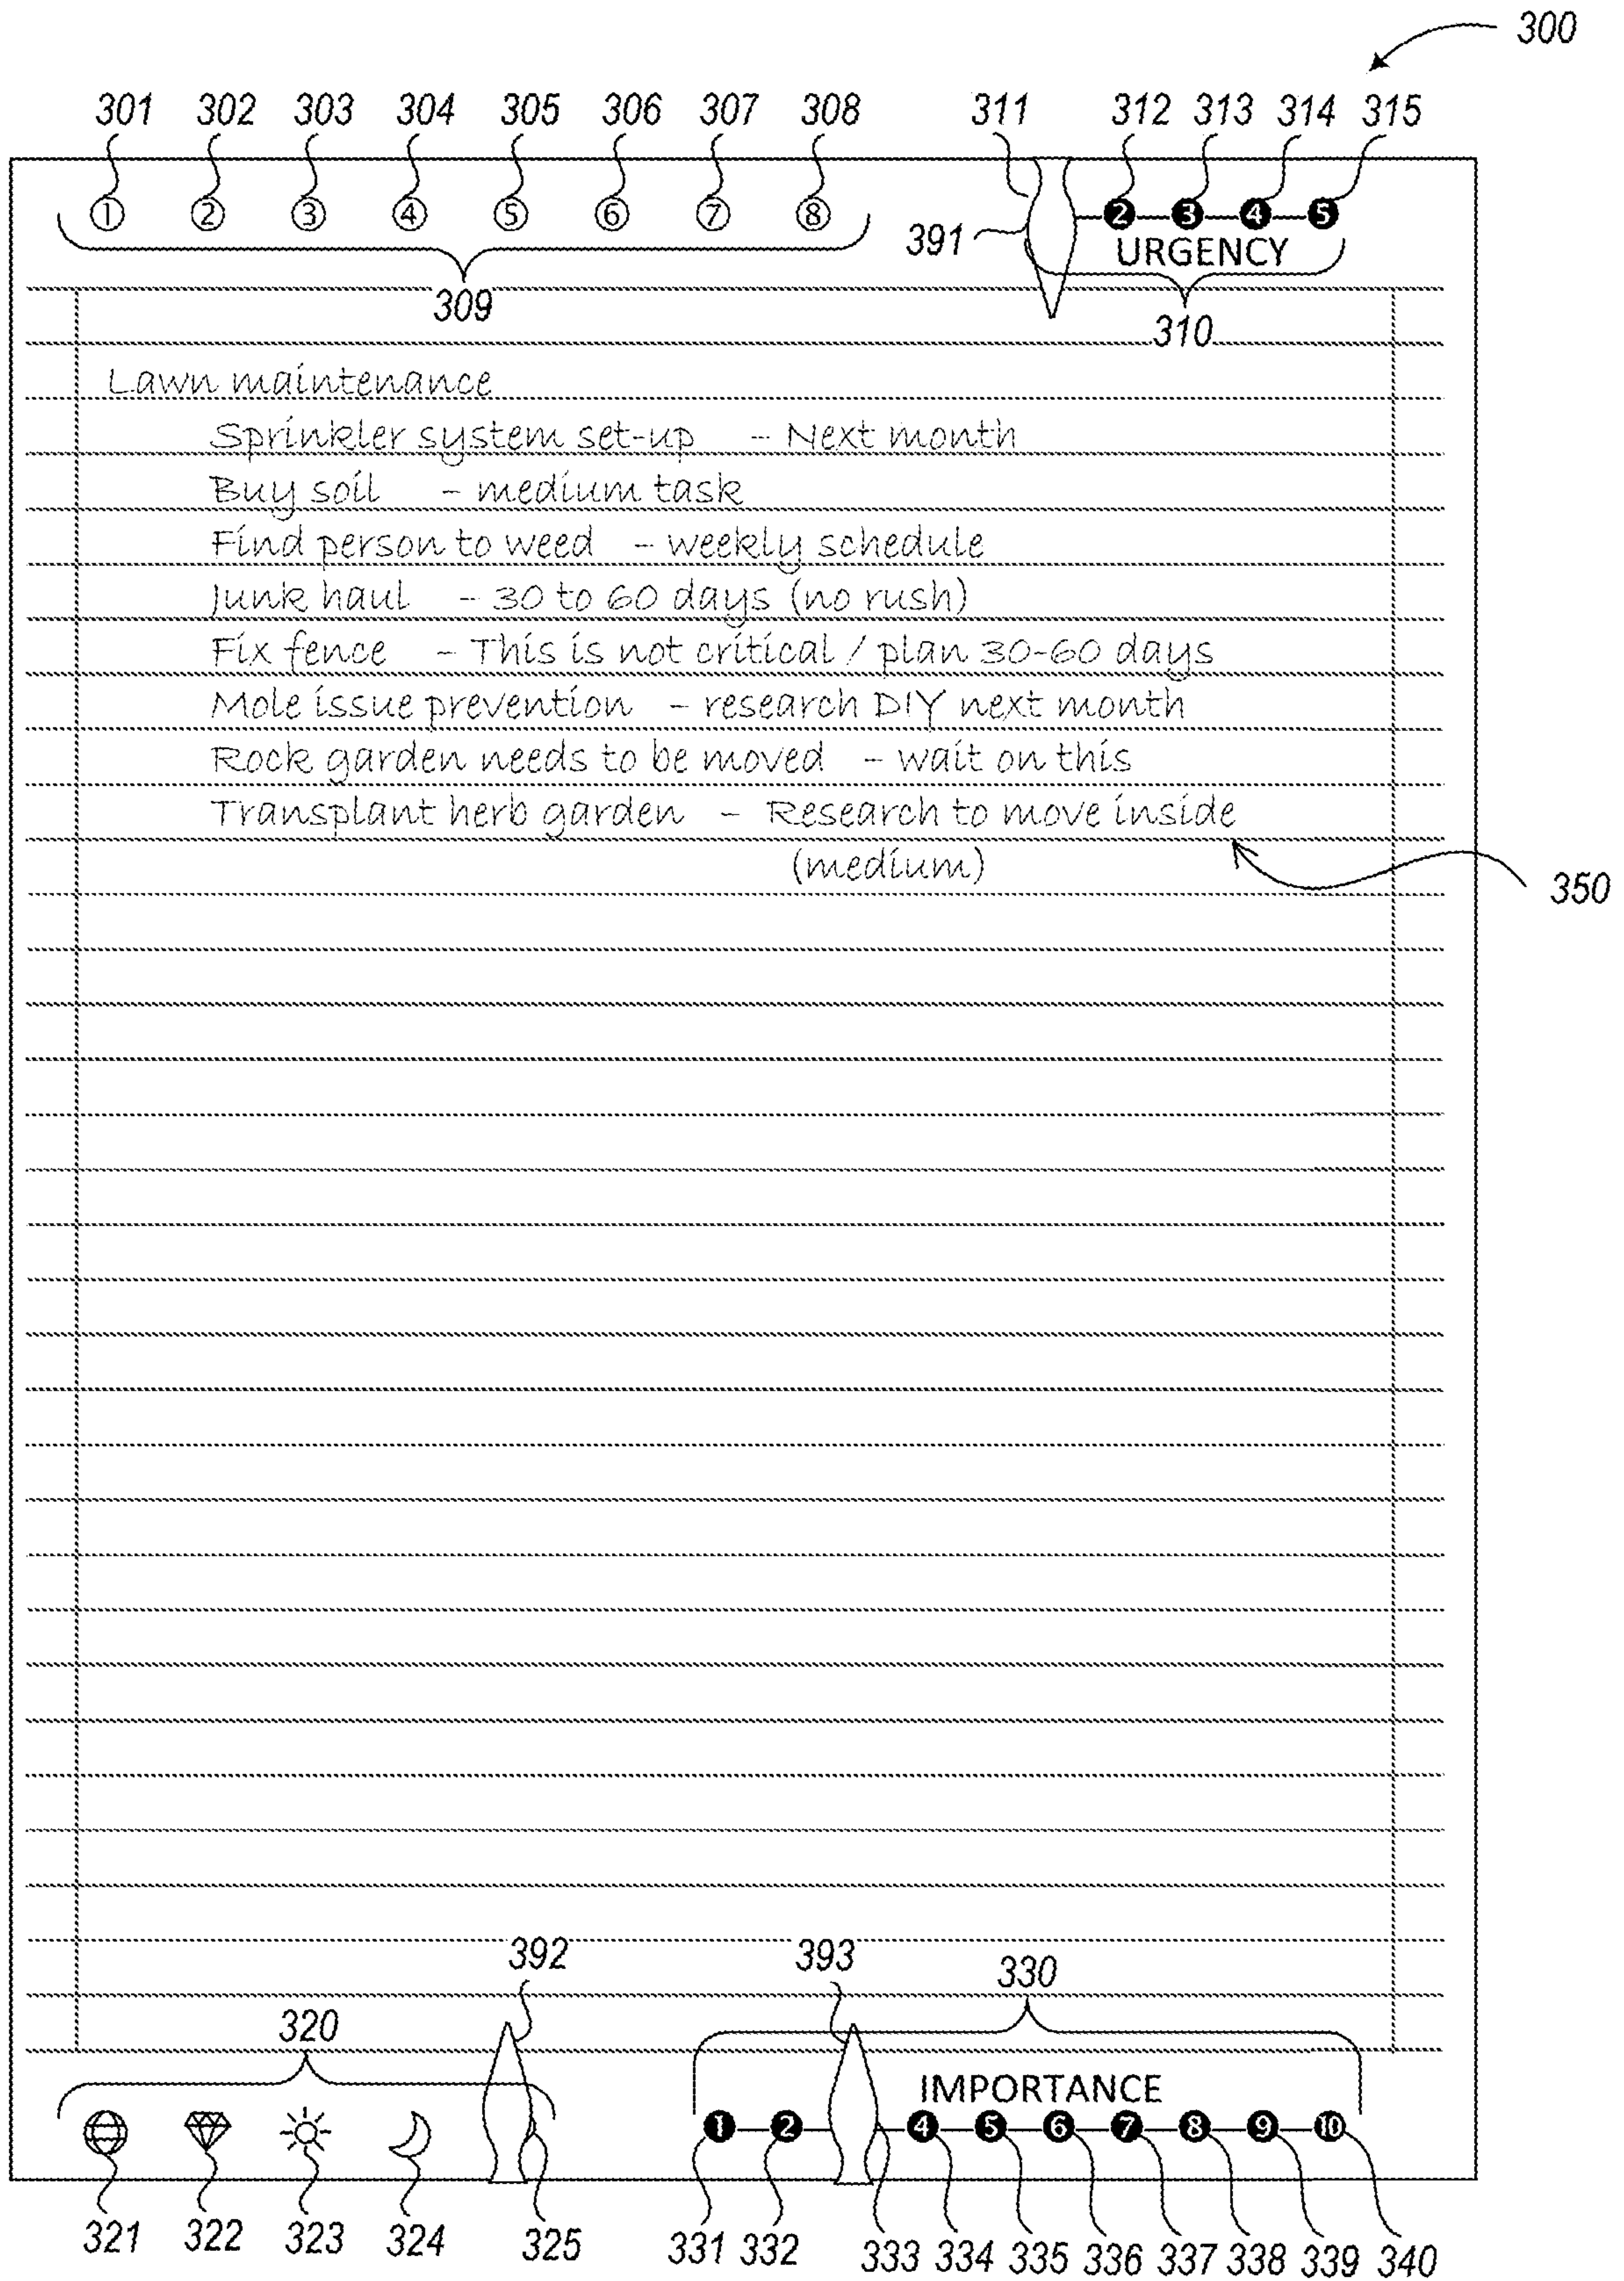 300
301 302 303 304 305 306 307 308 311 312 313 314 315
① ② ③ ④ ⑤ ⑥ ⑦ ⑧ ❷ ❸ ❹ ❺
391 URGENCY
309 310
Lawn maintenance
Sprinkler system set-up - Next month
Buy soil - medium task
Find person to weed - weekly schedule
Junk haul - 30 to 60 days (no rush)
Fix fence - This is not critical / plan 30-60 days
Mole issue prevention - research DIY next month
Rock garden needs to be moved - wait on this
Transplant herb garden - Research to move inside
(medium)
350
392 393 330
320
IMPORTANCE
❶ ❷ ❹ ❺ ❻ ❼ ❽ ❾ ❿
321 322 323 324 325 331 332 333 334 335 336 337 338 339 340